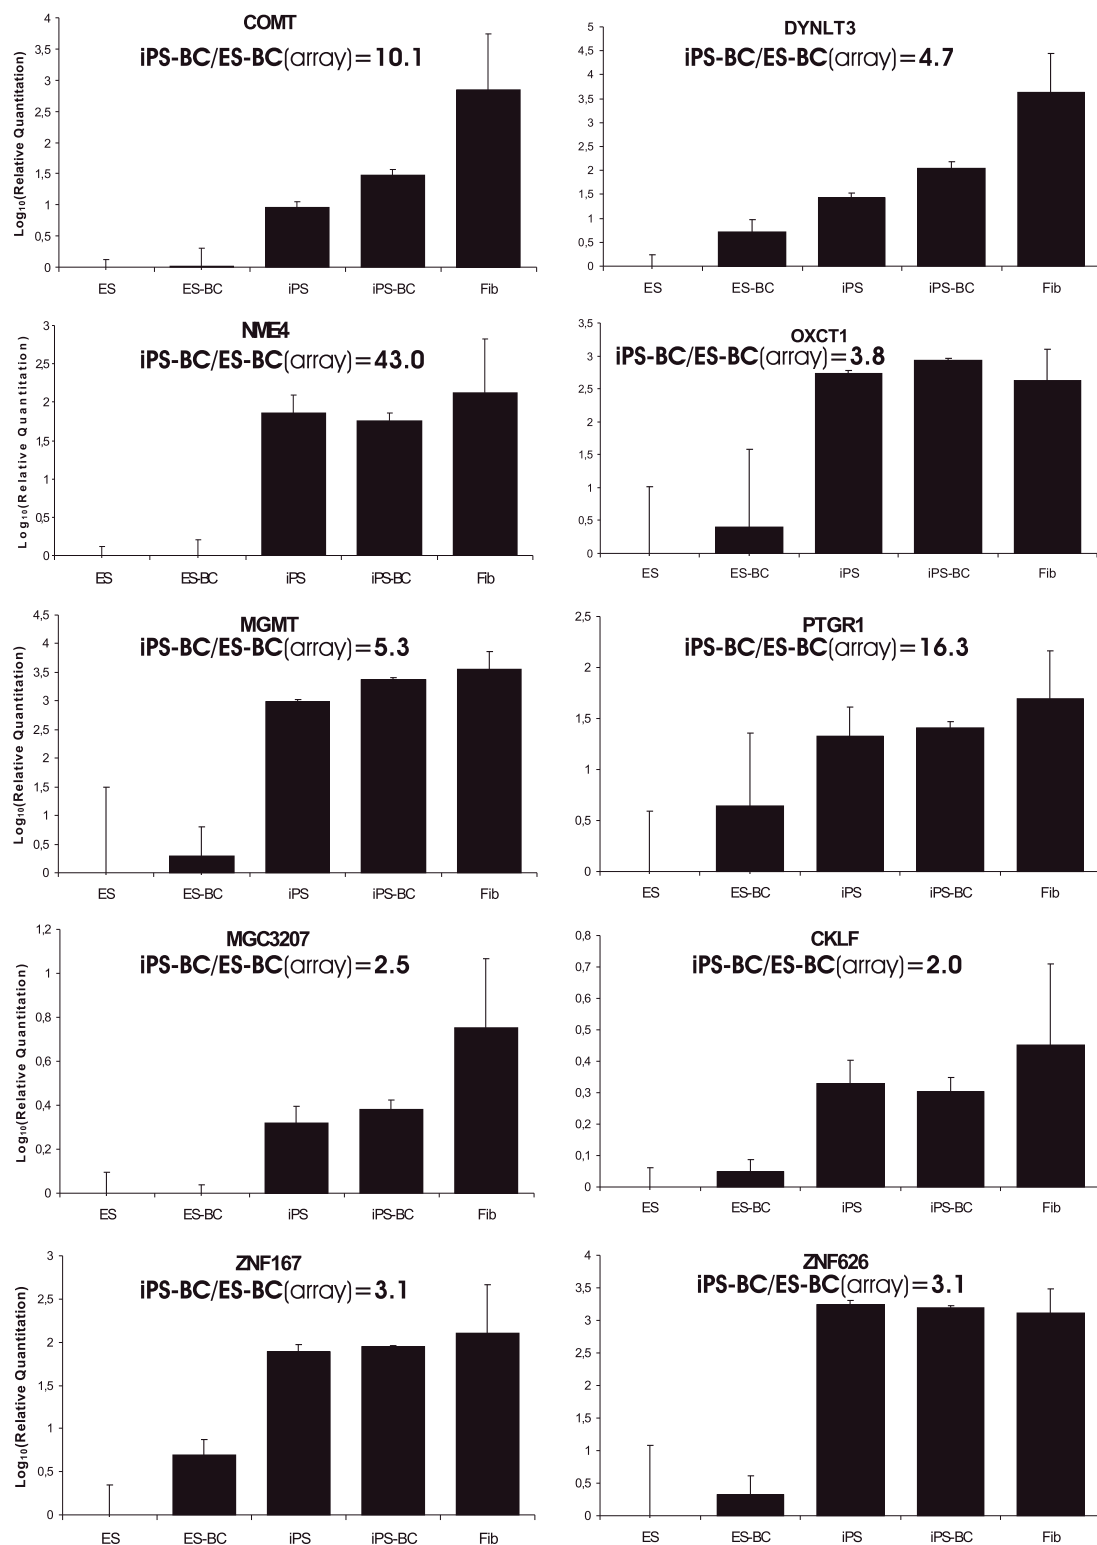 COMT
iPS-BC/ES-BC(array)=10.1
Log10(Relative Quantitation)
4
3,5
3
2,5
2
1,5
1
0,5
0
ES ES-BC iPS iPS-BC Fib
DYNLT3
iPS-BC/ES-BC(array)=4.7
5
4,5
4
3,5
3
2,5
2
1,5
1
0,5
0
ES ES-BC iPS iPS-BC Fib
NME4
iPS-BC/ES-BC(array)=43.0
Log10(Relative Quantitation)
3
2,5
2
1,5
1
0,5
0
ES ES-BC iPS iPS-BC Fib
OXCT1
iPS-BC/ES-BC(array)=3.8
3,5
3
2,5
2
1,5
1
0,5
0
ES ES-BC iPS iPS-BC Fib
MGMT
iPS-BC/ES-BC(array)=5.3
Log10(Relative Quantitation)
4,5
4
3,5
3
2,5
2
1,5
1
0,5
0
ES ES-BC iPS iPS-BC Fib
PTGR1
iPS-BC/ES-BC(array)=16.3
2,5
2
1,5
1
0,5
0
ES ES-BC iPS iPS-BC Fib
MGC3207
iPS-BC/ES-BC(array)=2.5
Log10(Relative Quantitation)
1,2
1
0,8
0,6
0,4
0,2
0
ES ES-BC iPS iPS-BC Fib
CKLF
iPS-BC/ES-BC(array)=2.0
0,8
0,7
0,6
0,5
0,4
0,3
0,2
0,1
0
ES ES-BC iPS iPS-BC Fib
ZNF167
iPS-BC/ES-BC(array)=3.1
Log10(Relative Quantitation)
3
2,5
2
1,5
1
0,5
0
ES ES-BC iPS iPS-BC Fib
ZNF626
iPS-BC/ES-BC(array)=3.1
4
3,5
3
2,5
2
1,5
1
0,5
0
ES ES-BC iPS iPS-BC Fib